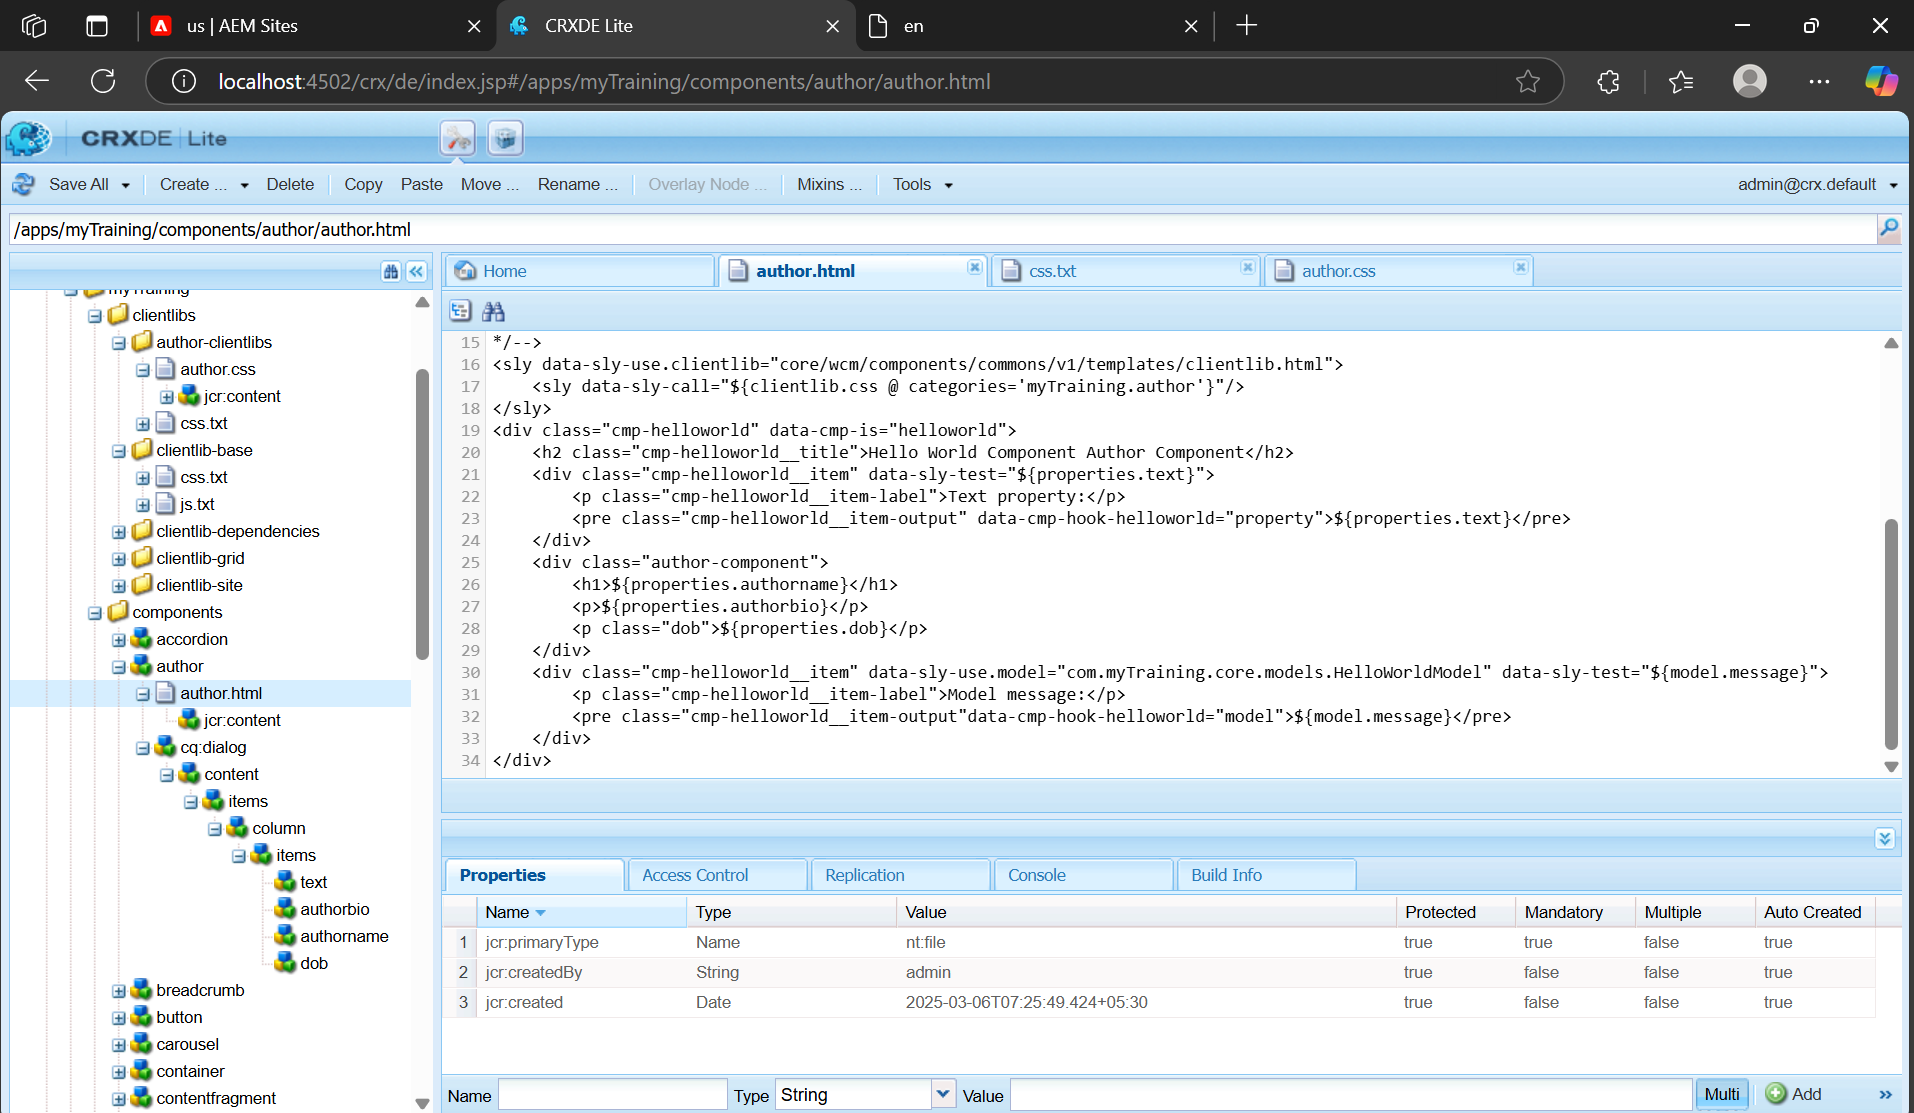 us | AEM Sites
CRXDE Lite
en
localhost:4502/crx/de/index.jsp#/apps/myTraining/components/author/author.html
CRXDE | Lite
Save All
Create ...
Delete
Copy
Paste
Move ...
Rename ...
Overlay Node ...
Mixins ...
Tools
admin@crx.default
/apps/myTraining/components/author/author.html
myTraining
clientlibs
author-clientlibs
author.css
jcr:content
css.txt
clientlib-base
css.txt
js.txt
clientlib-dependencies
clientlib-grid
clientlib-site
components
accordion
author
author.html
jcr:content
cq:dialog
content
items
column
items
text
authorbio
authorname
dob
breadcrumb
button
carousel
container
contentfragment
Home
author.html
css.txt
author.css
15 */-->
16 <sly data-sly-use.clientlib="core/wcm/components/commons/v1/templates/clientlib.html">
17     <sly data-sly-call="${clientlib.css @ categories='myTraining.author'}"/>
18 </sly>
19 <div class="cmp-helloworld" data-cmp-is="helloworld">
20     <h2 class="cmp-helloworld__title">Hello World Component Author Component</h2>
21     <div class="cmp-helloworld__item" data-sly-test="${properties.text}">
22         <p class="cmp-helloworld__item-label">Text property:</p>
23         <pre class="cmp-helloworld__item-output" data-cmp-hook-helloworld="property">${properties.text}</pre>
24     </div>
25     <div class="author-component">
26         <h1>${properties.authorname}</h1>
27         <p>${properties.authorbio}</p>
28         <p class="dob">${properties.dob}</p>
29     </div>
30     <div class="cmp-helloworld__item" data-sly-use.model="com.myTraining.core.models.HelloWorldModel" data-sly-test="${model.message}">
31         <p class="cmp-helloworld__item-label">Model message:</p>
32         <pre class="cmp-helloworld__item-output"data-cmp-hook-helloworld="model">${model.message}</pre>
33     </div>
34 </div>
Properties
Access Control
Replication
Console
Build Info
Name Type Value Protected Mandatory Multiple Auto Created
1 jcr:primaryType Name nt:file true true false true
2 jcr:createdBy String admin true false false true
3 jcr:created Date 2025-03-06T07:25:49.424+05:30 true false false true
Name
Type String
Value
Multi
Add